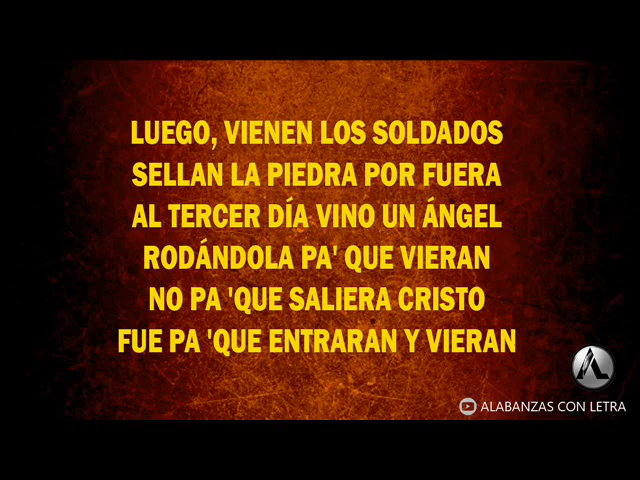 LUEGO, VIENEN LOS SOLDADOS
SELLAN LA PIEDRA POR FUERA
AL TERCER DÍA VINO UN ÁNGEL
RODÁNDOLA PA' QUE VIERAN
NO PA 'QUE SALIERA CRISTO
FUE PA 'QUE ENTRARAN Y VIERAN
ALABANZAS CON LETRA